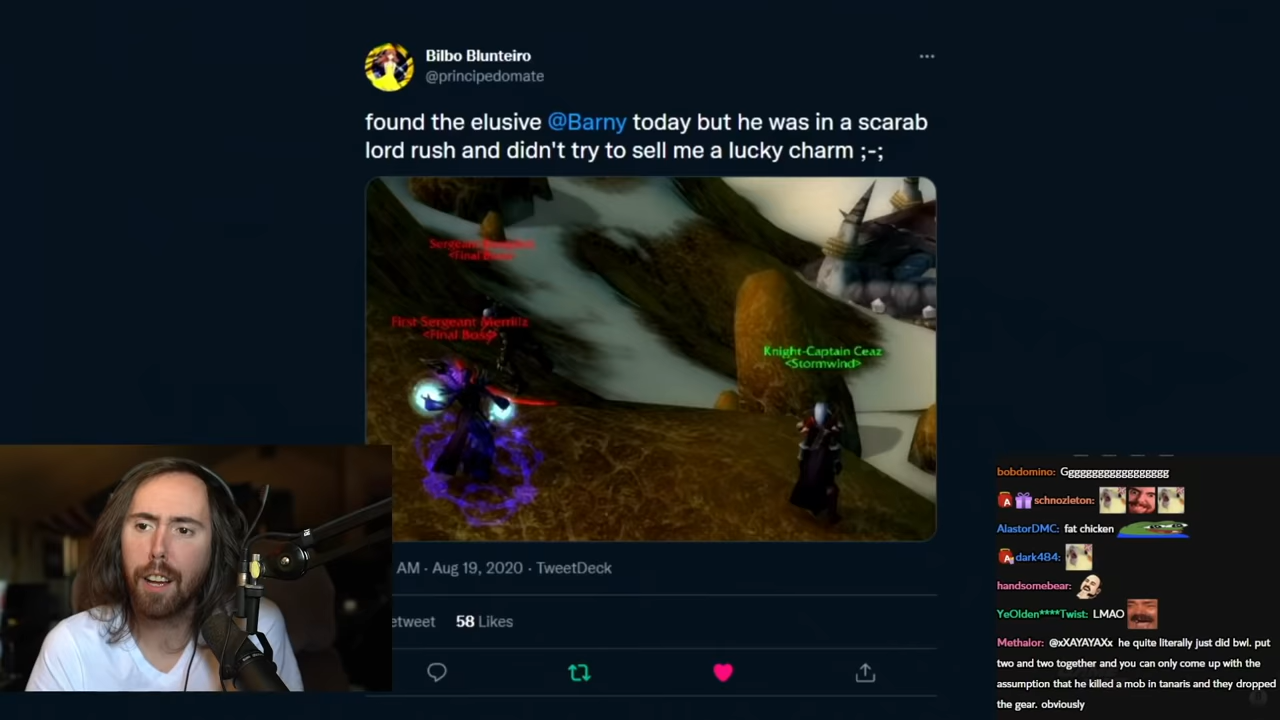 Bilbo Blunteiro
@principedomate
found the elusive @Barny today but he was in a scarab
lord rush and didn't try to sell me a lucky charm ;-;
Sergeant
<Final Boss>
First Sergeant Merrillz
<Final Boss>
Knight-Captain Ceaz
<Stormwind>
AM · Aug 19, 2020 · TweetDeck
etweet 58 Likes
bobdomino: Gggggggggggggggggg
schnozleton:
AlastorDMC: fat chicken
dark484:
handsomebear:
YeOlden****Twist: LMAO
Methalor: @xXAYAYAXx he quite literally just did bwl. put
two and two together and you can only come up with the
assumption that he killed a mob in tanaris and they dropped
the gear. obviously